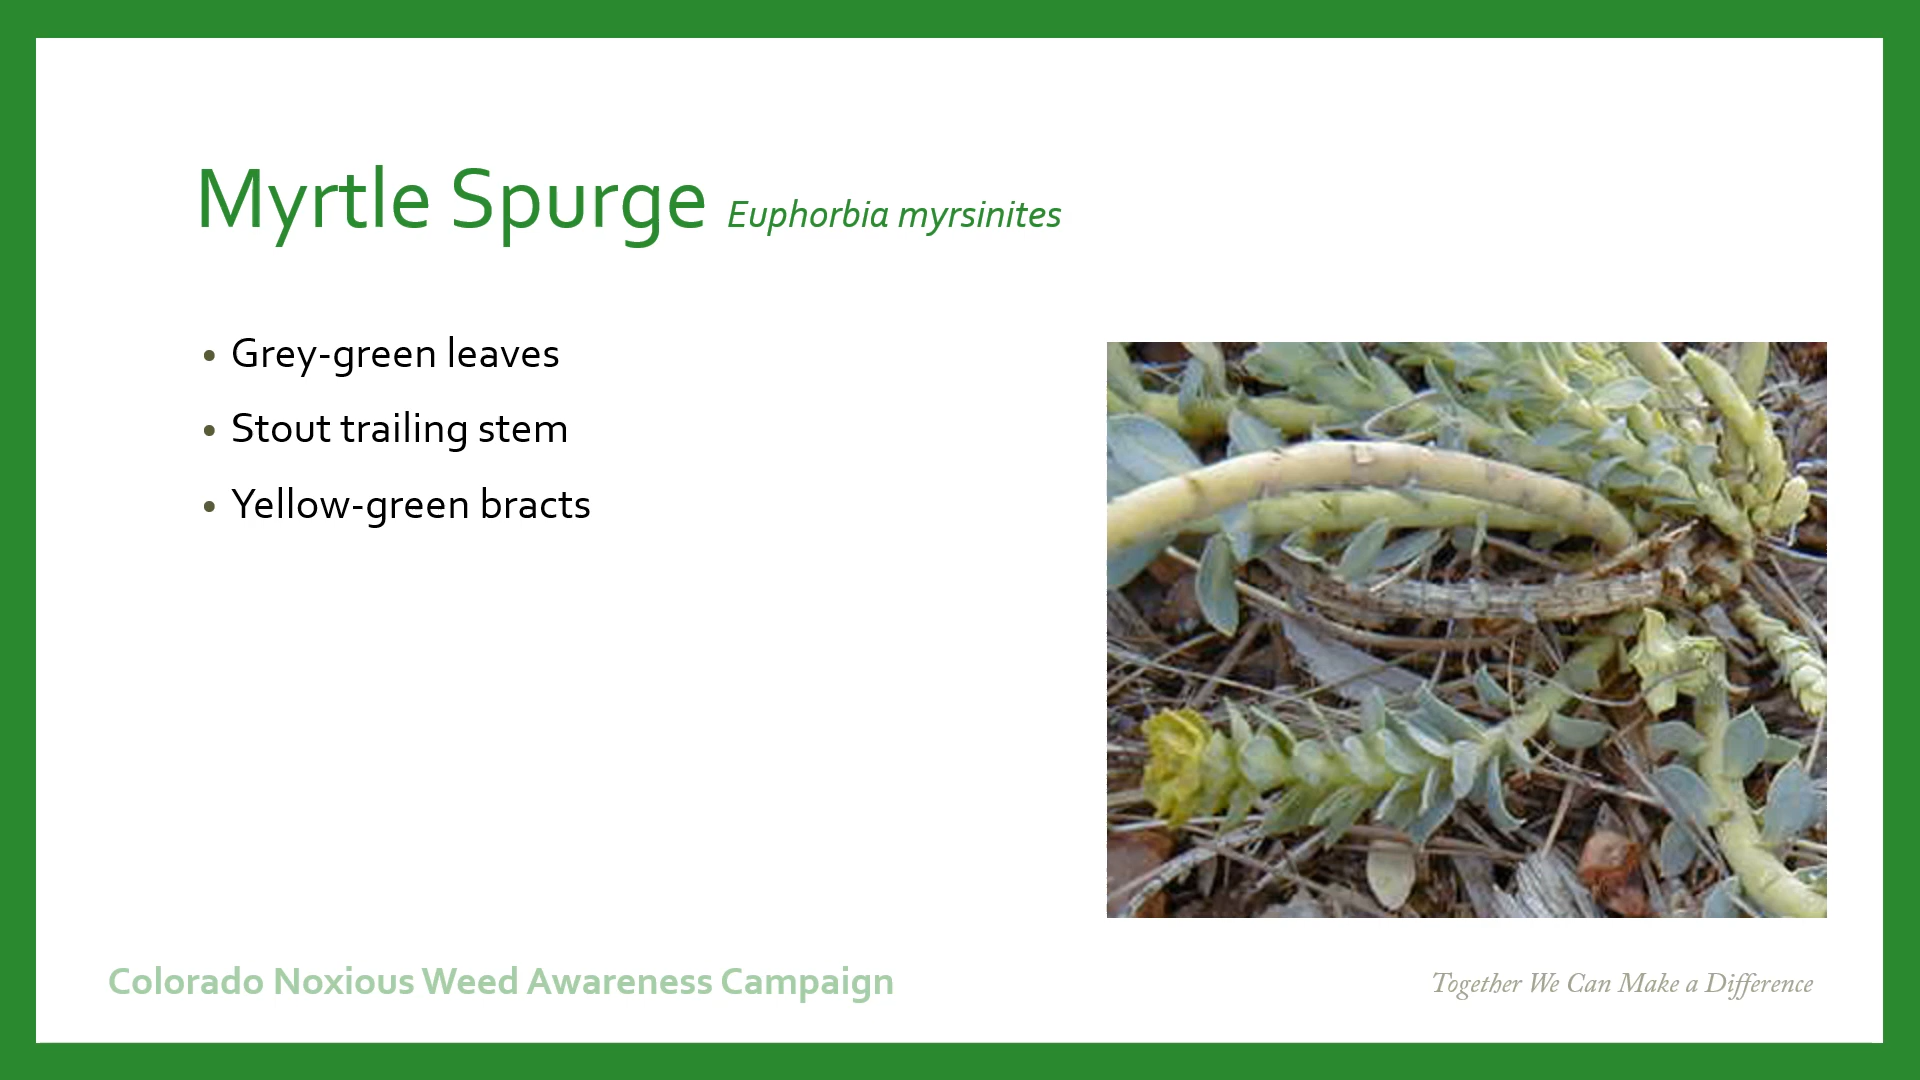 Myrtle Spurge Euphorbia myrsinites
• Grey-green leaves
• Stout trailing stem
• Yellow-green bracts
Colorado Noxious Weed Awareness Campaign
Together We Can Make a Difference